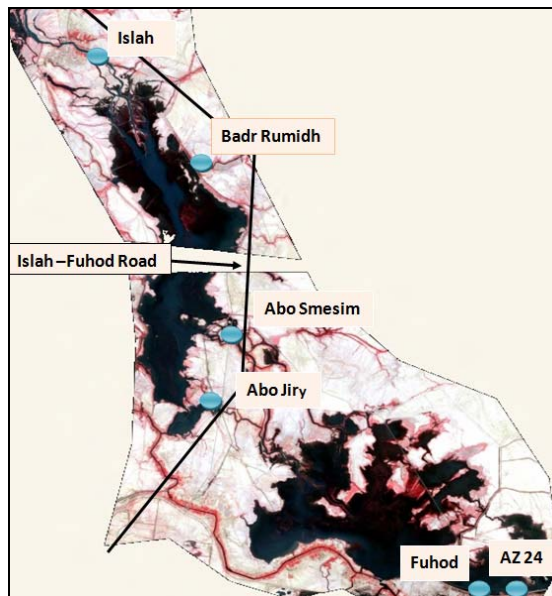 Islah
Badr Rumidh
Islah –Fuhod Road
Abo Smesim
Abo Jiry
Fuhod
AZ 24